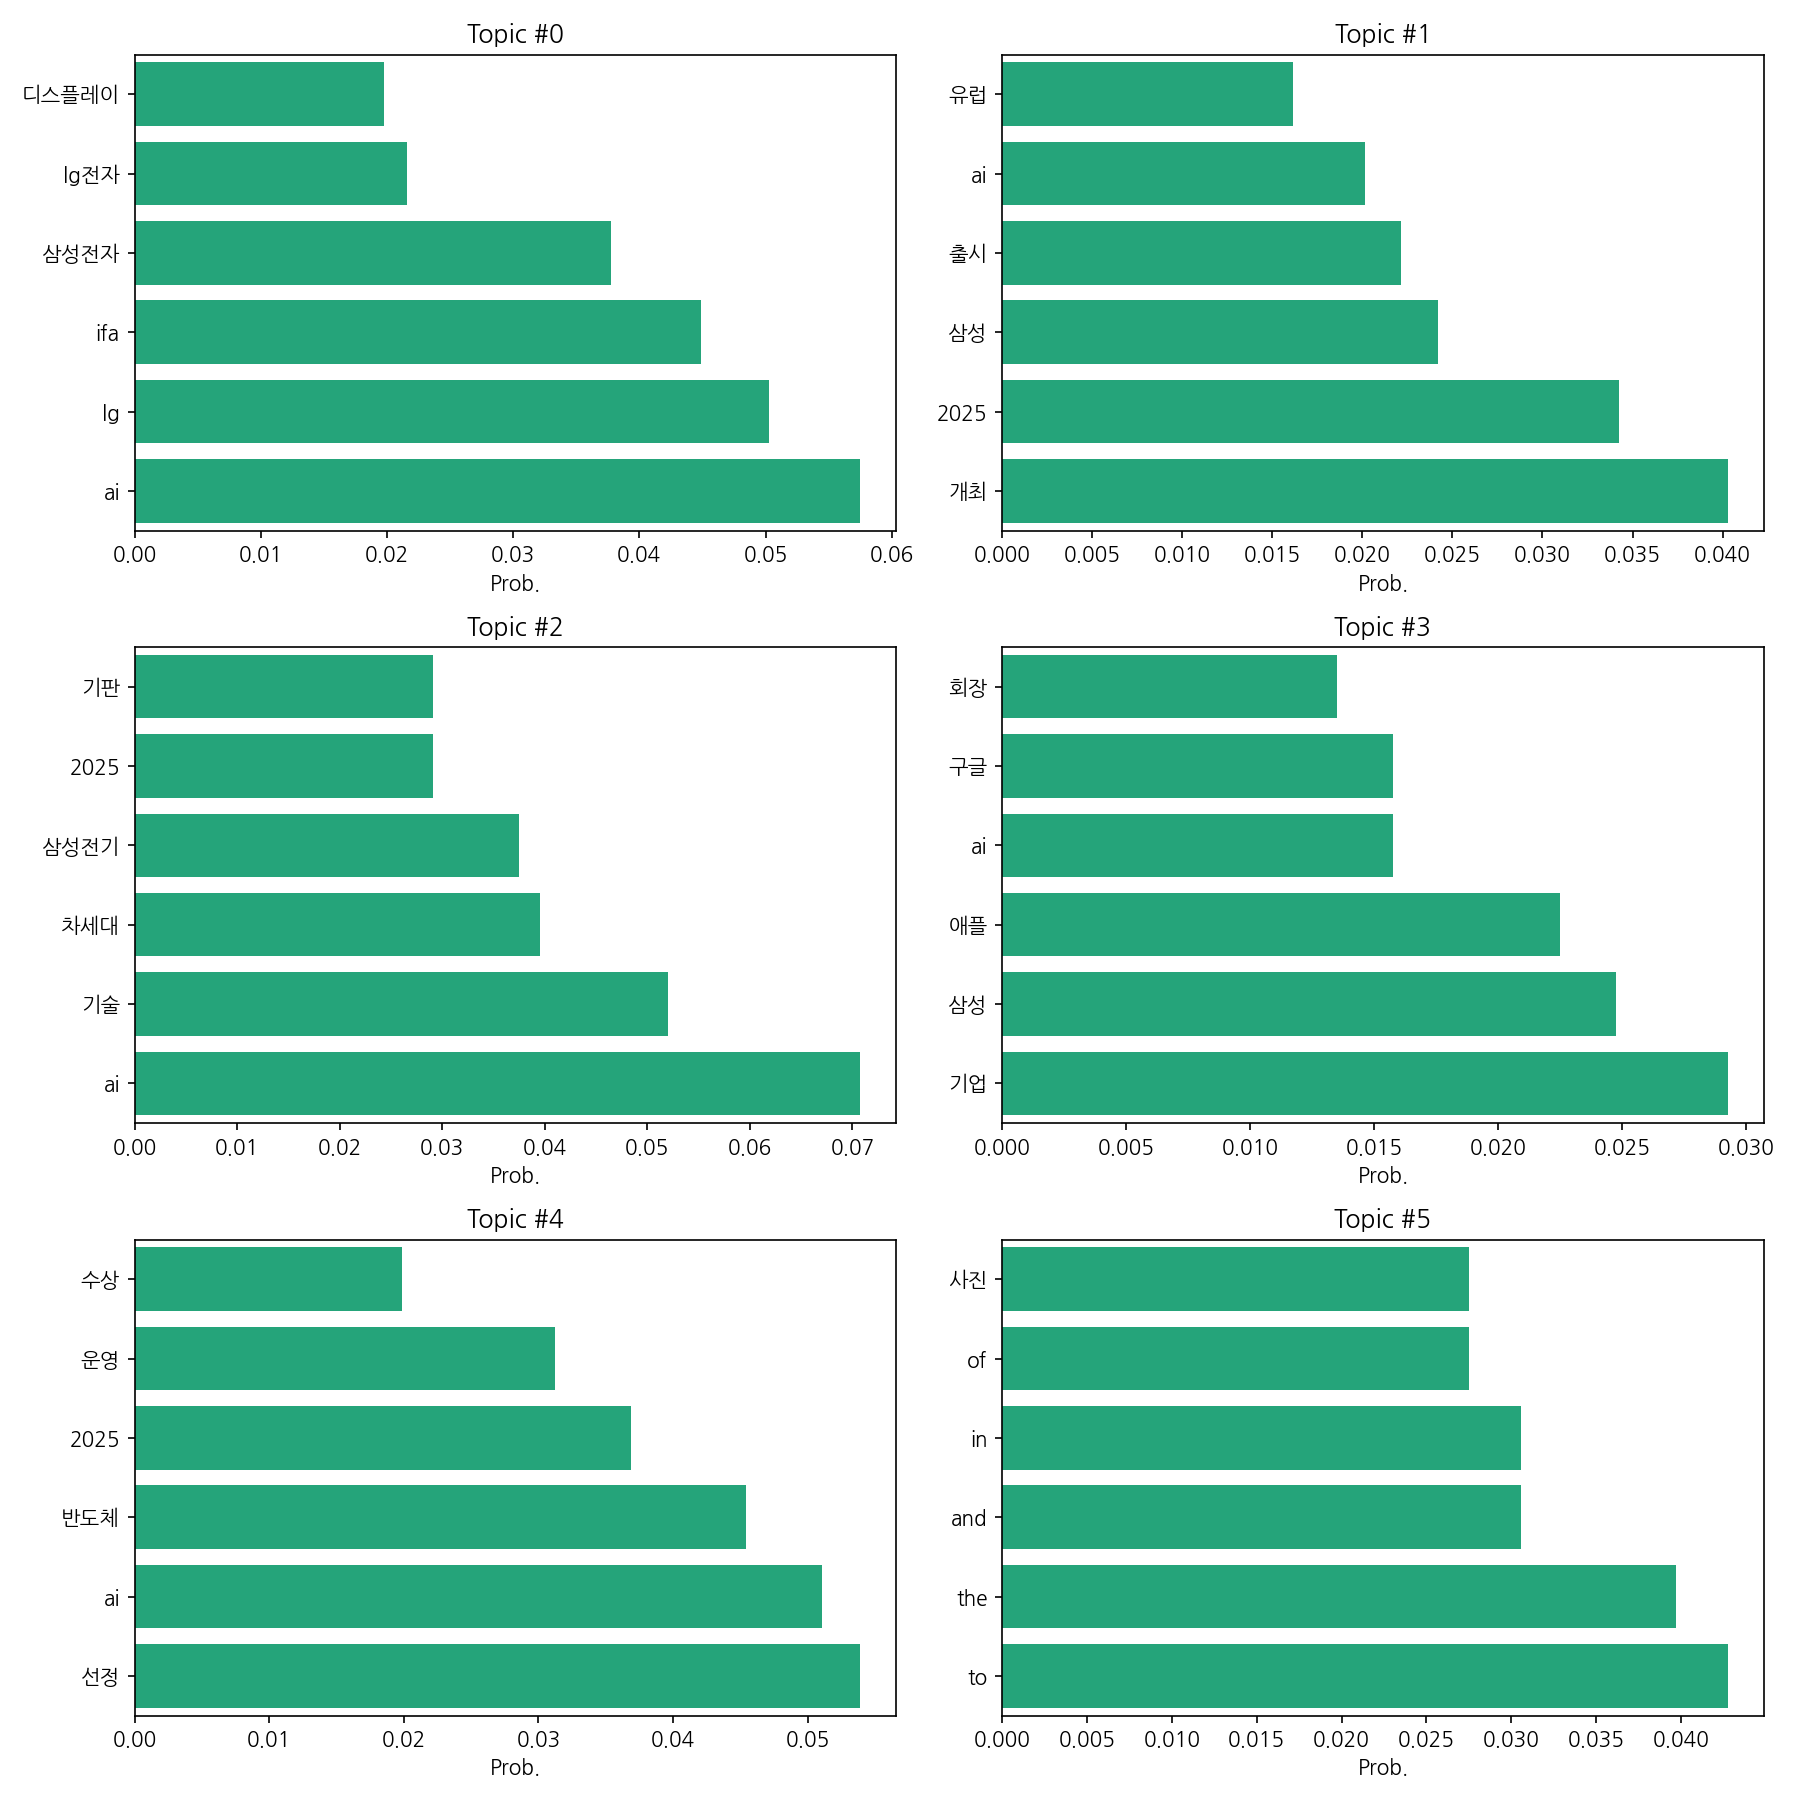 Topic #0
디스플레이
lg전자
삼성전자
ifa
lg
ai
0.00 0.01 0.02 0.03 0.04 0.05 0.06
Prob.
Topic #1
유럽
ai
출시
삼성
2025
개최
0.000 0.005 0.010 0.015 0.020 0.025 0.030 0.035 0.040
Prob.
Topic #2
기판
2025
삼성전기
차세대
기술
ai
0.00 0.01 0.02 0.03 0.04 0.05 0.06 0.07
Prob.
Topic #3
회장
구글
ai
애플
삼성
기업
0.000 0.005 0.010 0.015 0.020 0.025 0.030
Prob.
Topic #4
수상
운영
2025
반도체
ai
선정
0.00 0.01 0.02 0.03 0.04 0.05
Prob.
Topic #5
사진
of
in
and
the
to
0.000 0.005 0.010 0.015 0.020 0.025 0.030 0.035 0.040
Prob.